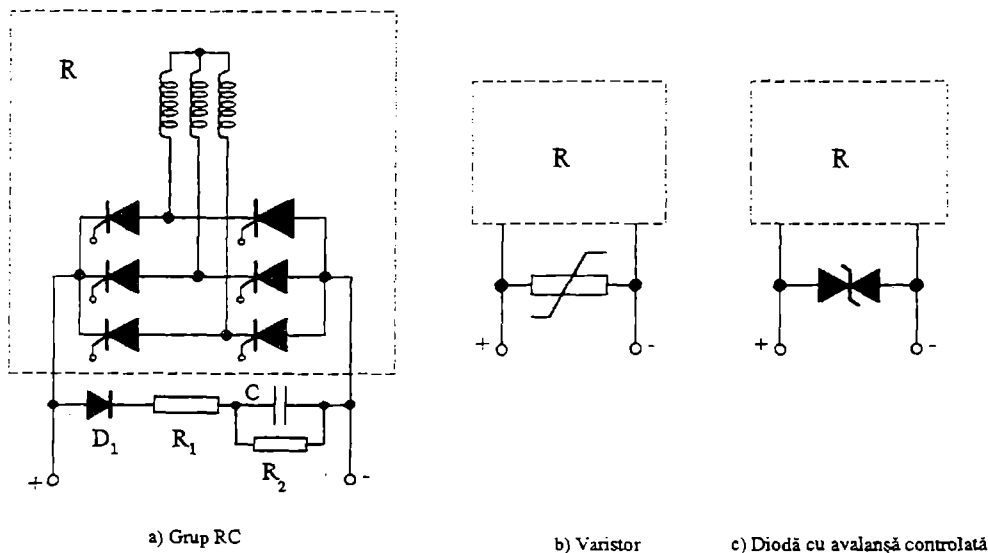 R
R
R
C
D1
R1
R2
+
-
+
-
+
-
a) Grup RC
b) Varistor
c) Diodă cu avalanşă controlată